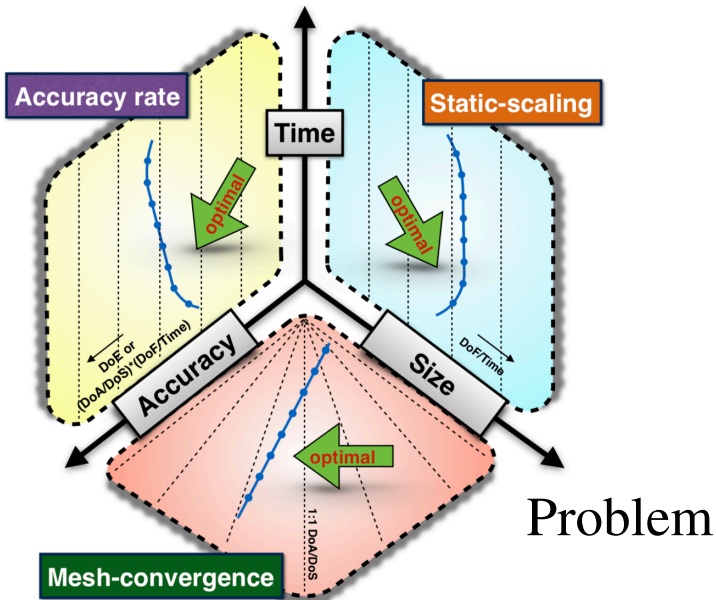 Accuracy rate
Static-scaling
Time
optimal
optimal
DoE or
(DoA/DoS)*(DoF/Time)
DoF/Time
Accuracy
Size
optimal
1:1 DoA/DoS
Problem
Mesh-convergence